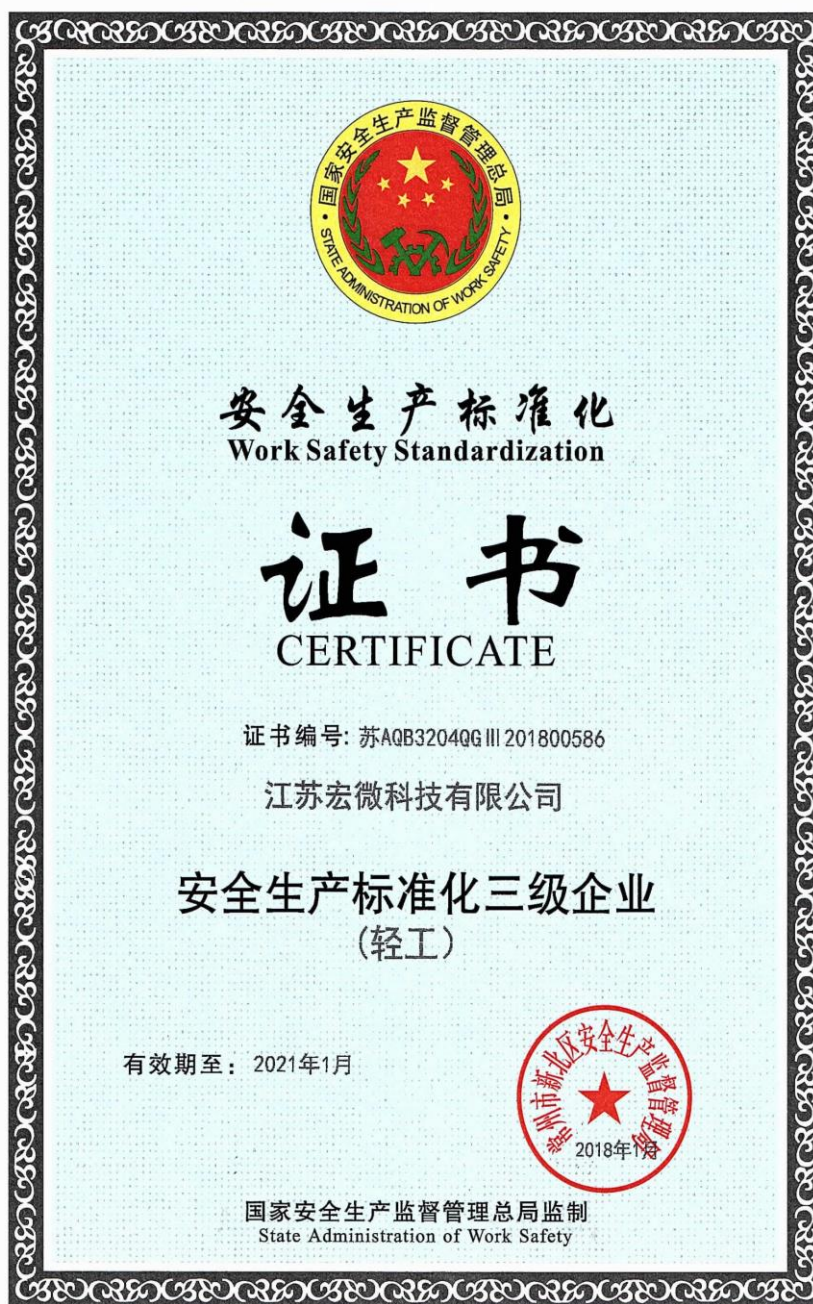 国家安全生产监督管理总局
STATE ADMINISTRATION OF WORK SAFETY
安全生产标准化
Work Safety Standardization
证书
CERTIFICATE
证书编号: 苏AQB3204QGⅢ201800586
江苏宏微科技有限公司
安全生产标准化三级企业
(轻工)
有效期至: 2021年1月
常州市新北区安全生产监督管理局
2018年1月
国家安全生产监督管理总局监制
State Administration of Work Safety